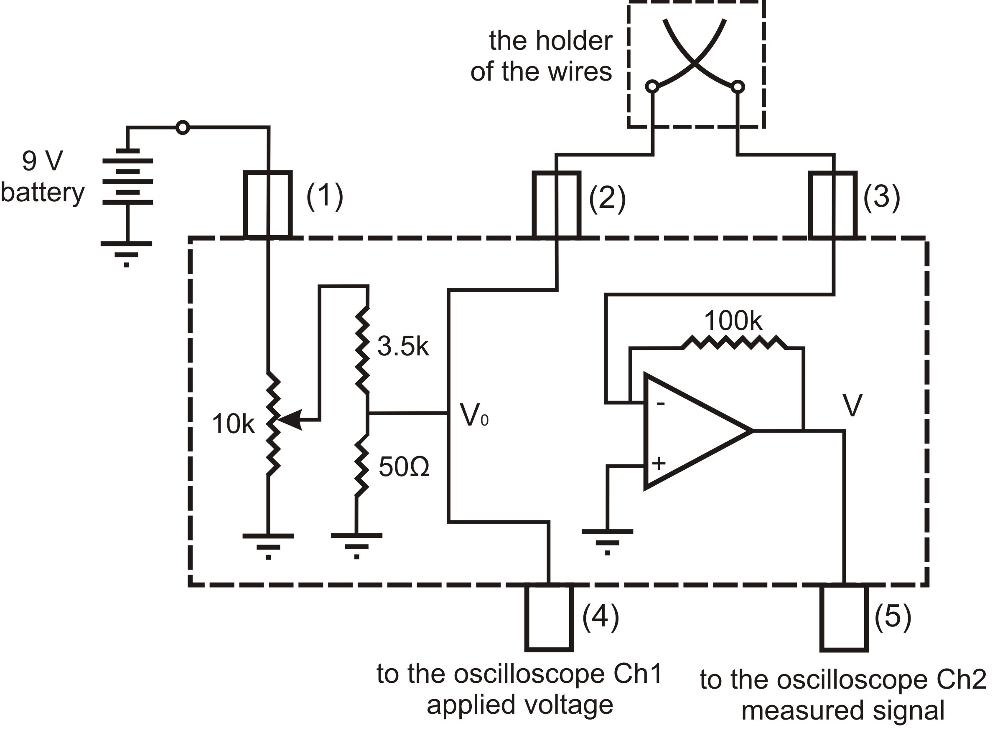 the holder
of the wires
9 V
battery
(1)
(2)
(3)
100k
3.5k
-
V
10k
V₀
50Ω
+
(4)
(5)
to the oscilloscope Ch1
applied voltage
to the oscilloscope Ch2
measured signal